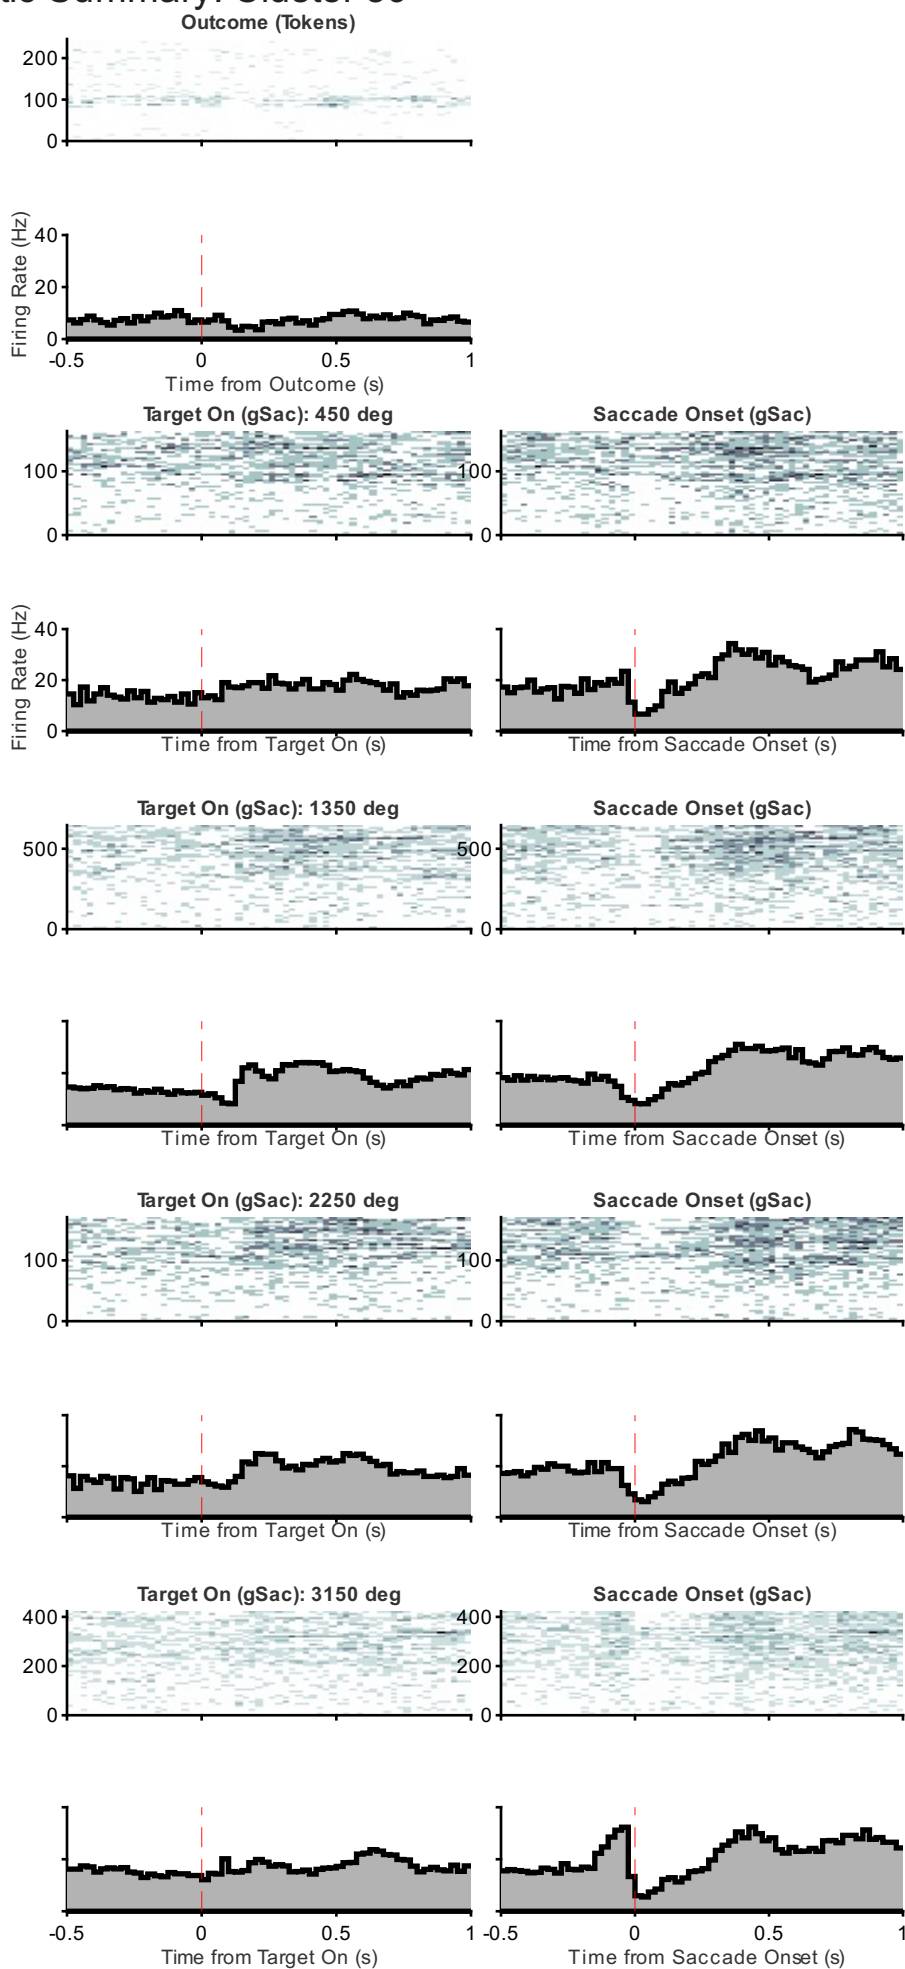 Summary: Cluster
Outcome (Tokens)
200
100
0
Firing Rate (Hz)
40
20
0
-0.5 0 0.5 1
Time from Outcome (s)
Target On (gSac): 450 deg Saccade Onset (gSac)
100 100
0 0
Firing Rate (Hz)
40
20
0
Time from Target On (s) Time from Saccade Onset (s)
Target On (gSac): 1350 deg Saccade Onset (gSac)
500 500
0 0
Time from Target On (s) Time from Saccade Onset (s)
Target On (gSac): 2250 deg Saccade Onset (gSac)
100 100
0 0
Time from Target On (s) Time from Saccade Onset (s)
Target On (gSac): 3150 deg Saccade Onset (gSac)
400 400
200 200
0 0
-0.5 0 0.5 1 -0.5 0 0.5 1
Time from Target On (s) Time from Saccade Onset (s)